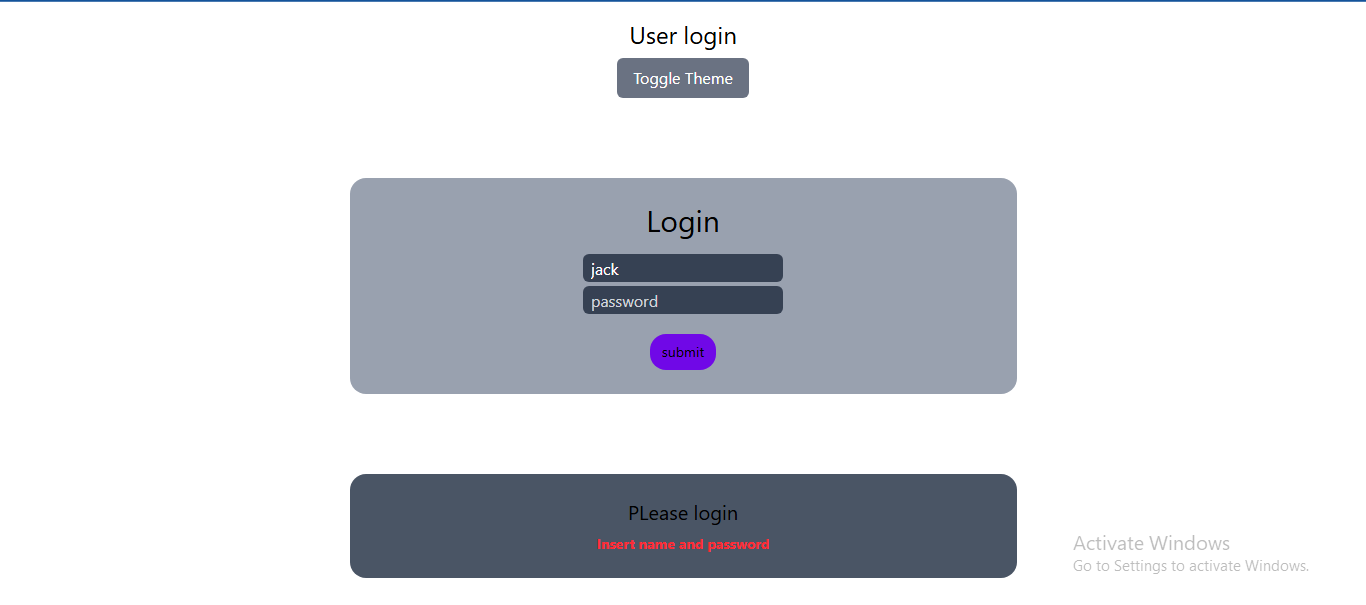 User login
Toggle Theme
Login
jack
password
submit
PLease login
Insert name and password
Activate Windows
Go to Settings to activate Windows.